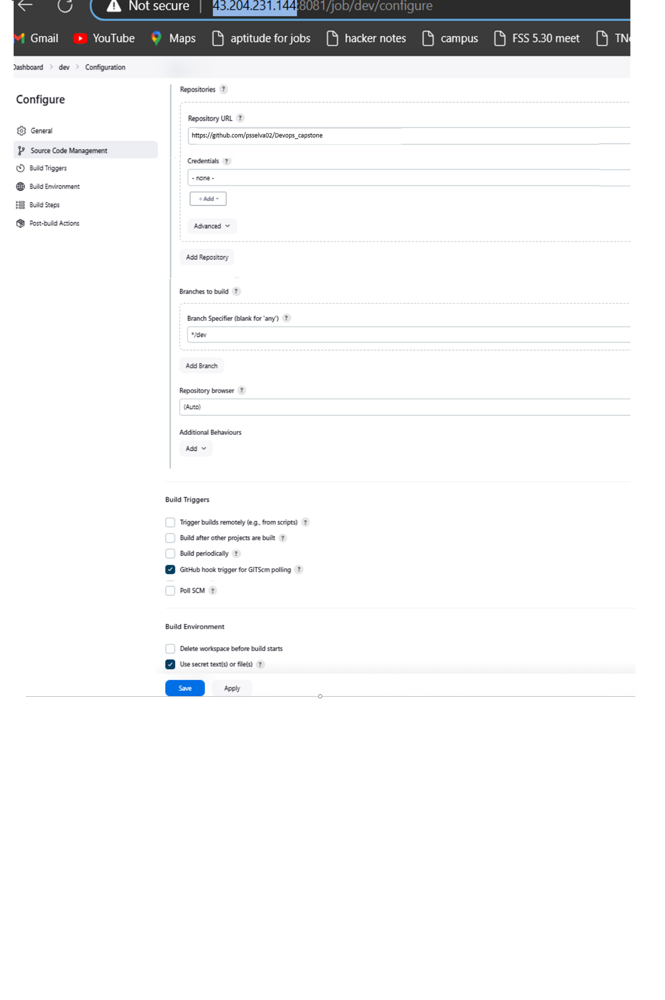 Not secure | 43.204.231.144:8081/job/dev/configure
Gmail YouTube Maps aptitude for jobs hacker notes campus FSS 5.30 meet
Dashboard > dev > Configuration
Configure
General
Source Code Management
Build Triggers
Build Environment
Build Steps
Post-build Actions
Repositories ?
Repository URL ?
https://github.com/psselva02/Devops_capstone
Credentials ?
- none -
+Add
Advanced
Add Repository
Branches to build ?
Branch Specifier (blank for 'any') ?
*/dev
Add Branch
Repository browser ?
(Auto)
Additional Behaviours
Add
Build Triggers
Trigger builds remotely (e.g., from scripts) ?
Build after other projects are built ?
Build periodically ?
GitHub hook trigger for GITScm polling ?
Poll SCM ?
Build Environment
Delete workspace before build starts
Use secret text(s) or file(s) ?
Save Apply